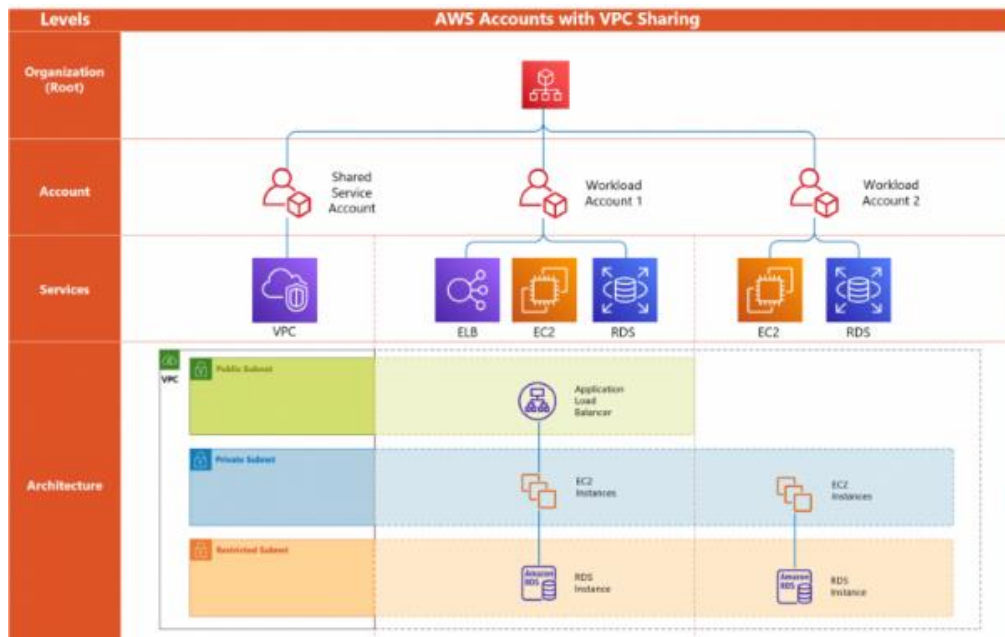 Levels
AWS Accounts with VPC Sharing
Organization
(Root)
Account
Shared
Service
Account
Workload
Account 1
Workload
Account 2
Services
VPC
ELB
EC2
RDS
EC2
RDS
Architecture
VPC
Public Subnet
Application
Load
Balancer
Private Subnet
EC2
Instances
EC2
Instances
Restricted Subnet
Amazon
RDS
RDS
Instance
Amazon
RDS
RDS
Instance